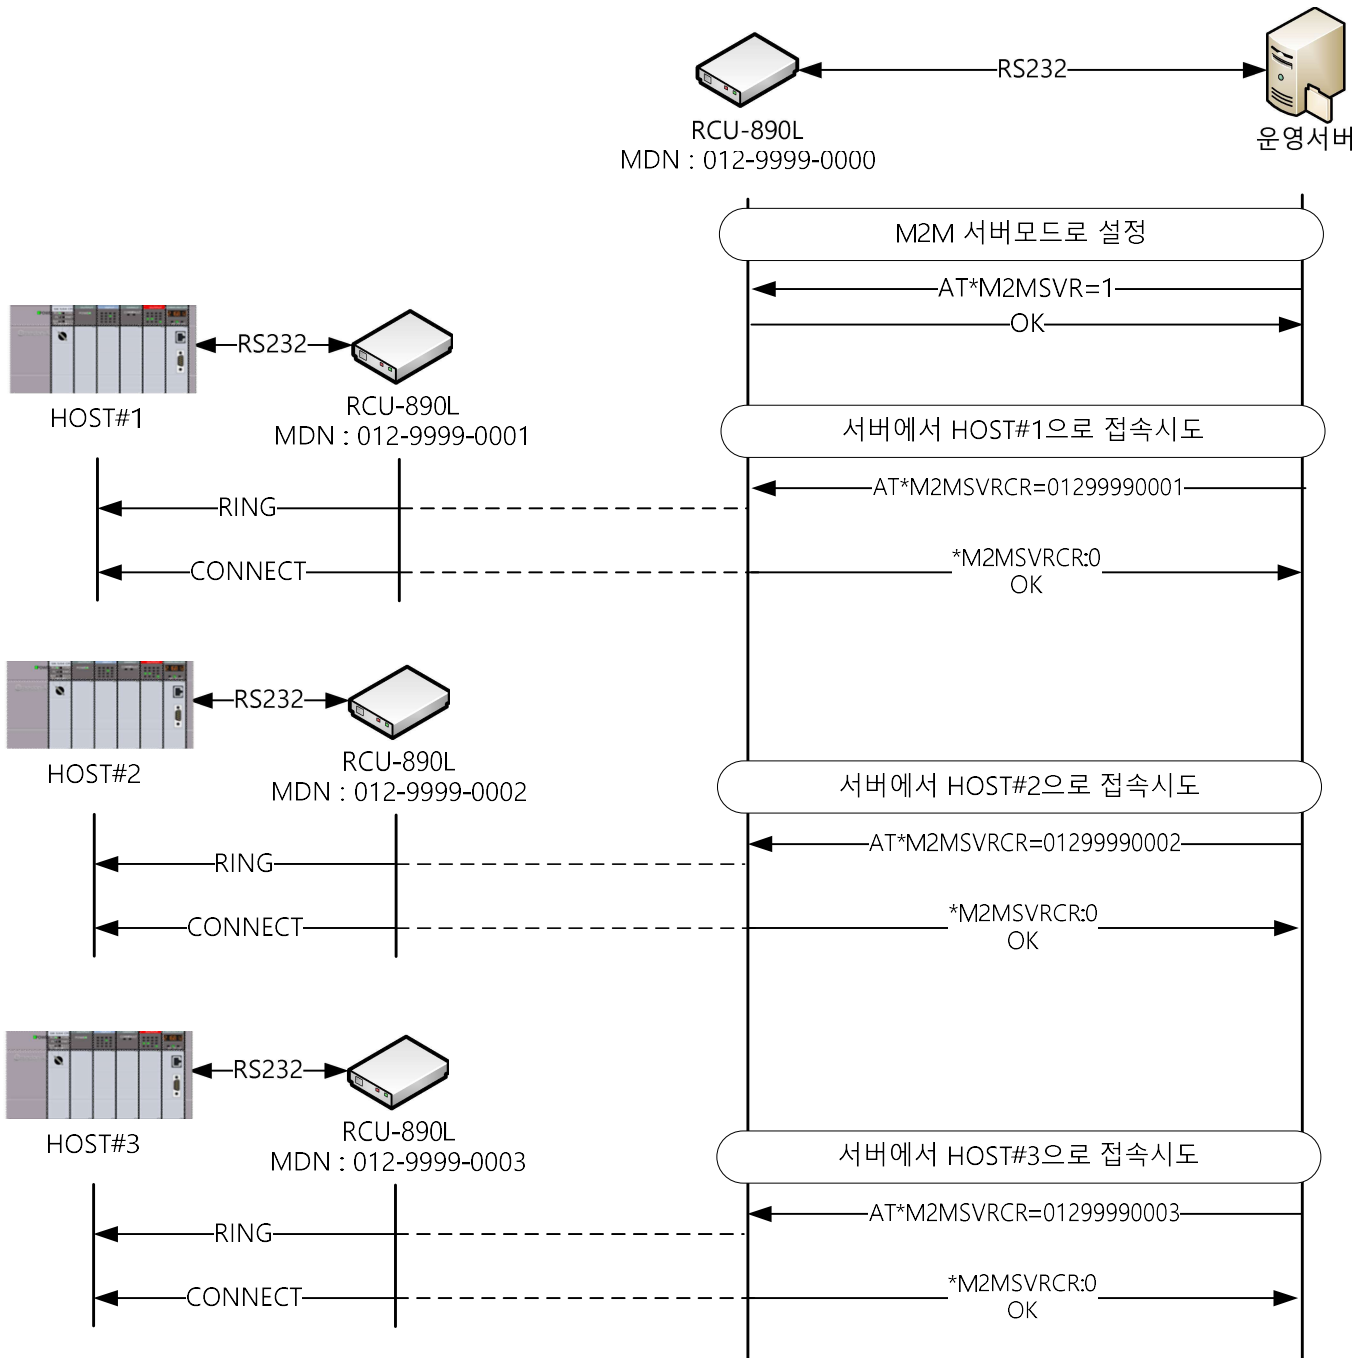 RS232
RCU-890L
MDN : 012-9999-0000
운영서버
M2M 서버모드로 설정
AT*M2MSVR=1
OK
RS232
HOST#1
RCU-890L
MDN : 012-9999-0001
서버에서 HOST#1으로 접속시도
AT*M2MSVRCR=01299990001
RING
CONNECT
*M2MSVRCR:0
OK
RS232
HOST#2
RCU-890L
MDN : 012-9999-0002
서버에서 HOST#2으로 접속시도
AT*M2MSVRCR=01299990002
RING
CONNECT
*M2MSVRCR:0
OK
RS232
HOST#3
RCU-890L
MDN : 012-9999-0003
서버에서 HOST#3으로 접속시도
AT*M2MSVRCR=01299990003
RING
CONNECT
*M2MSVRCR:0
OK